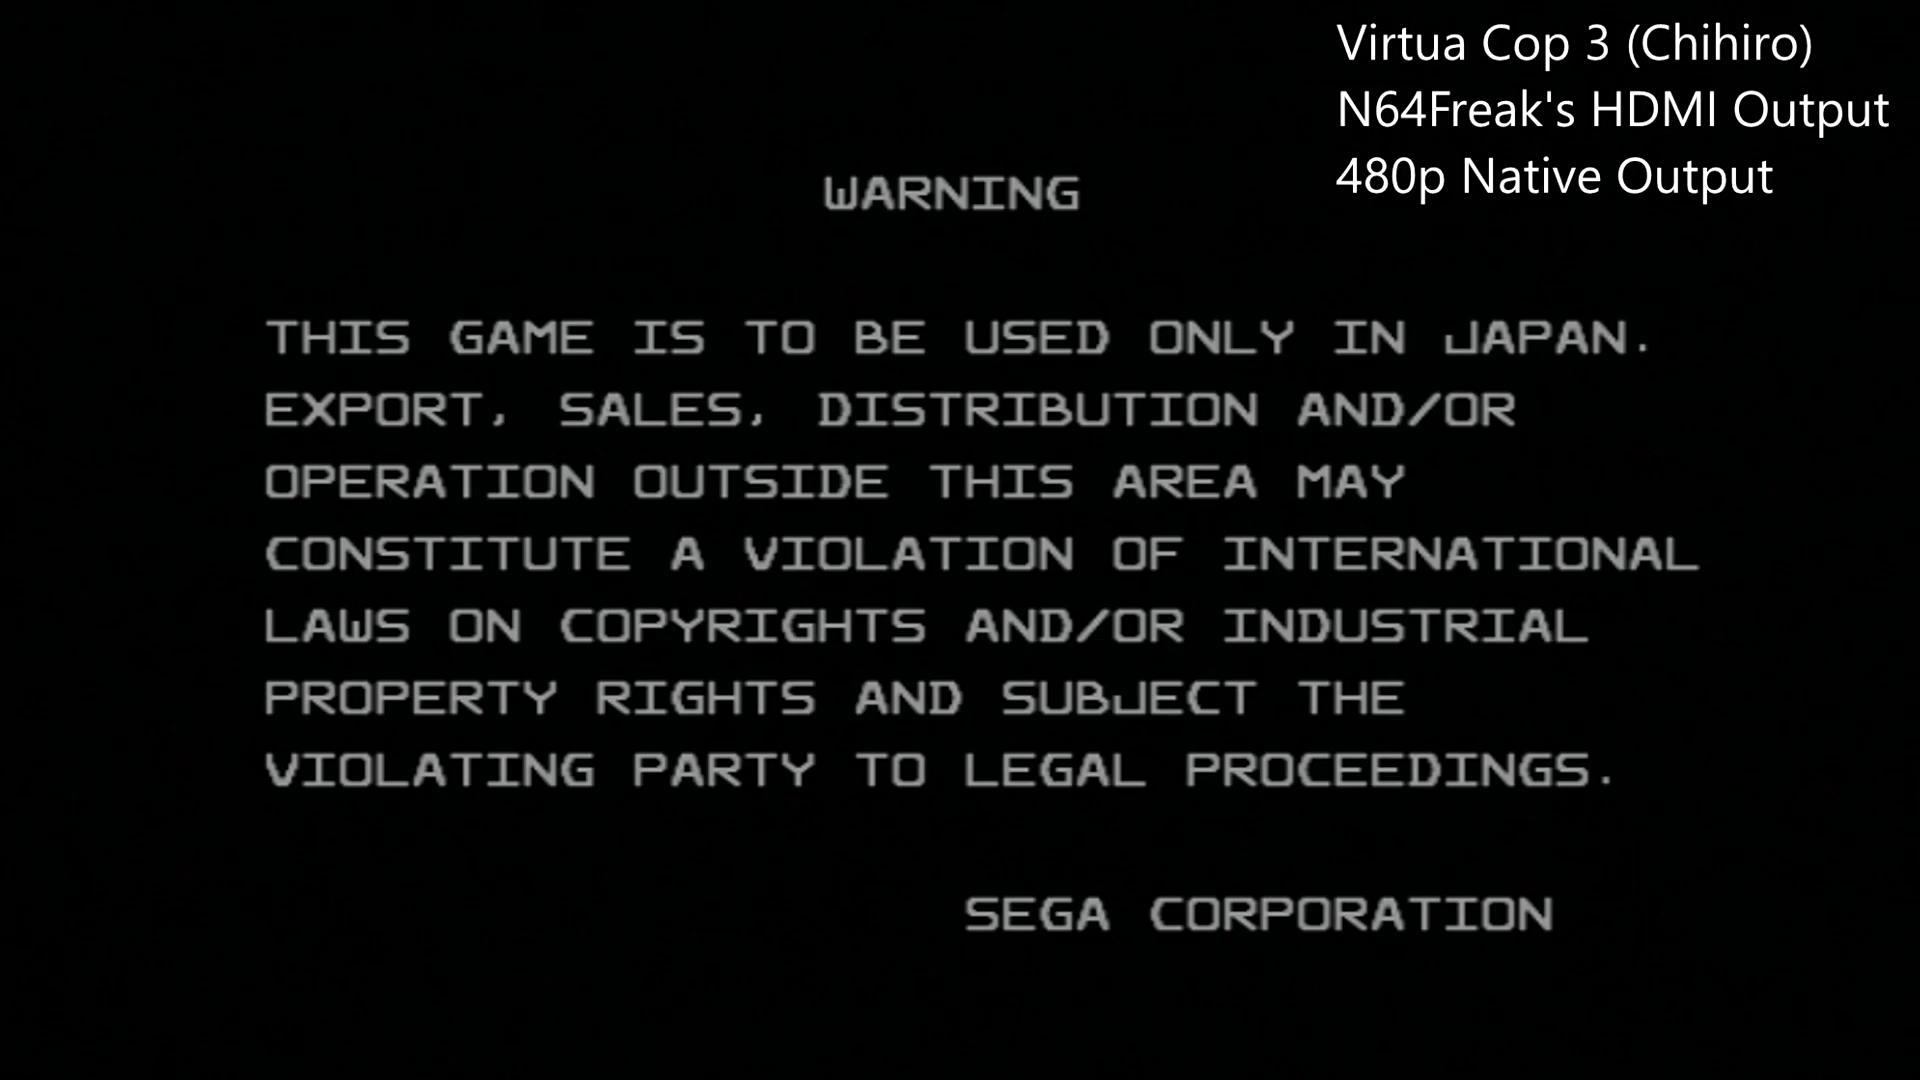 Virtua Cop 3 (Chihiro)
N64Freak's HDMI Output
480p Native Output
WARNING
THIS GAME IS TO BE USED ONLY IN JAPAN.
EXPORT, SALES, DISTRIBUTION AND/OR
OPERATION OUTSIDE THIS AREA MAY
CONSTITUTE A VIOLATION OF INTERNATIONAL
LAWS ON COPYRIGHTS AND/OR INDUSTRIAL
PROPERTY RIGHTS AND SUBJECT THE
VIOLATING PARTY TO LEGAL PROCEEDINGS.
SEGA CORPORATION